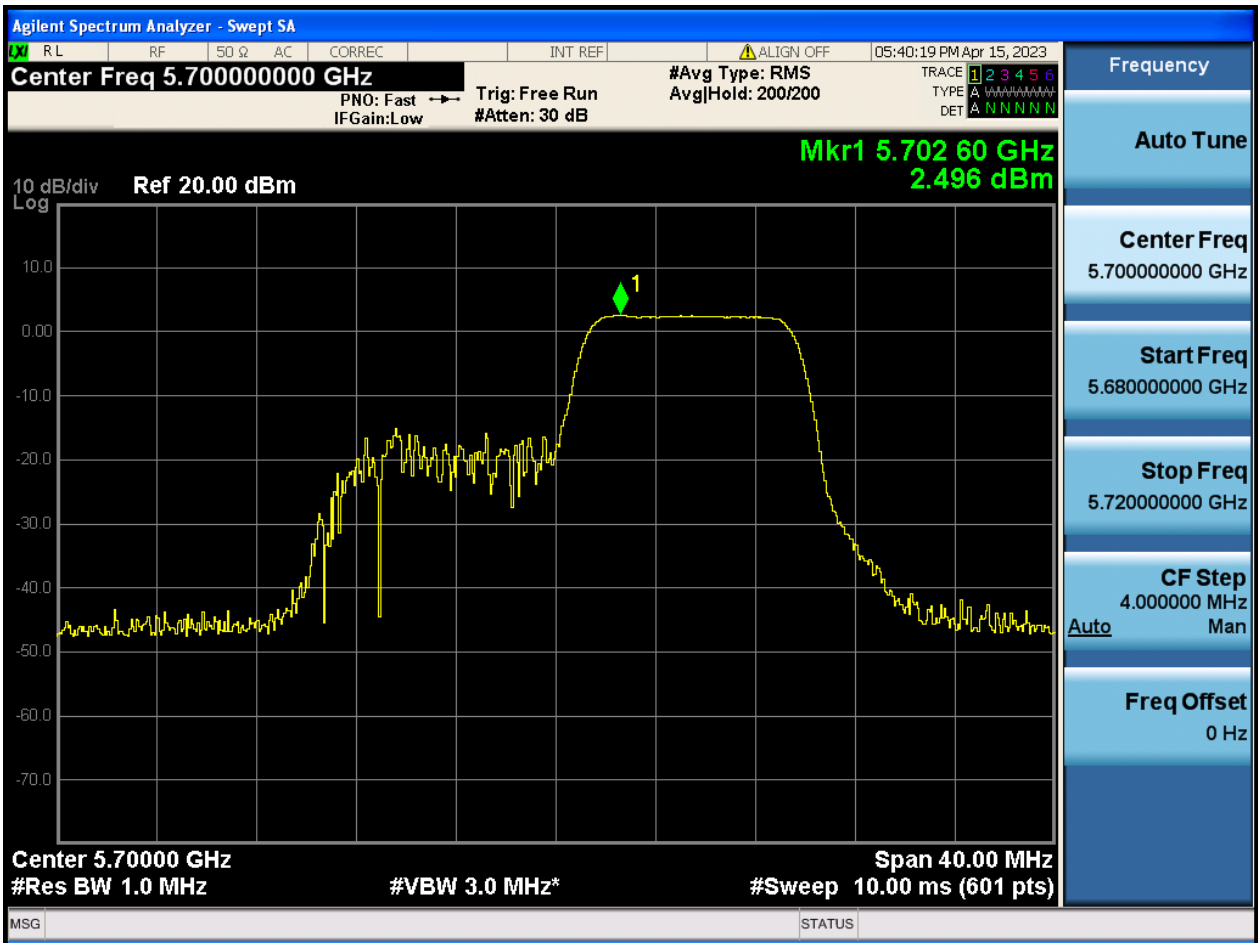 Agilent Spectrum Analyzer - Swept SA
LXI RL RF 50 Ω AC CORREC INT REF ALIGN OFF 05:40:19 PM Apr 15, 2023
Center Freq 5.700000000 GHz
PNO: Fast
IFGain:Low
Trig: Free Run
#Atten: 30 dB
#Avg Type: RMS
Avg|Hold: 200/200
TRACE 1 2 3 4 5 6
TYPE A WWWWW
DET A N N N N N
Mkr1 5.702 60 GHz
2.496 dBm
10 dB/div Ref 20.00 dBm
Log
1
10.0
0.00
-10.0
-20.0
-30.0
-40.0
-50.0
-60.0
-70.0
Center 5.70000 GHz Span 40.00 MHz
#Res BW 1.0 MHz #VBW 3.0 MHz* #Sweep 10.00 ms (601 pts)
MSG STATUS
Frequency
Auto Tune
Center Freq
5.700000000 GHz
Start Freq
5.680000000 GHz
Stop Freq
5.720000000 GHz
CF Step
4.000000 MHz
Auto Man
Freq Offset
0 Hz